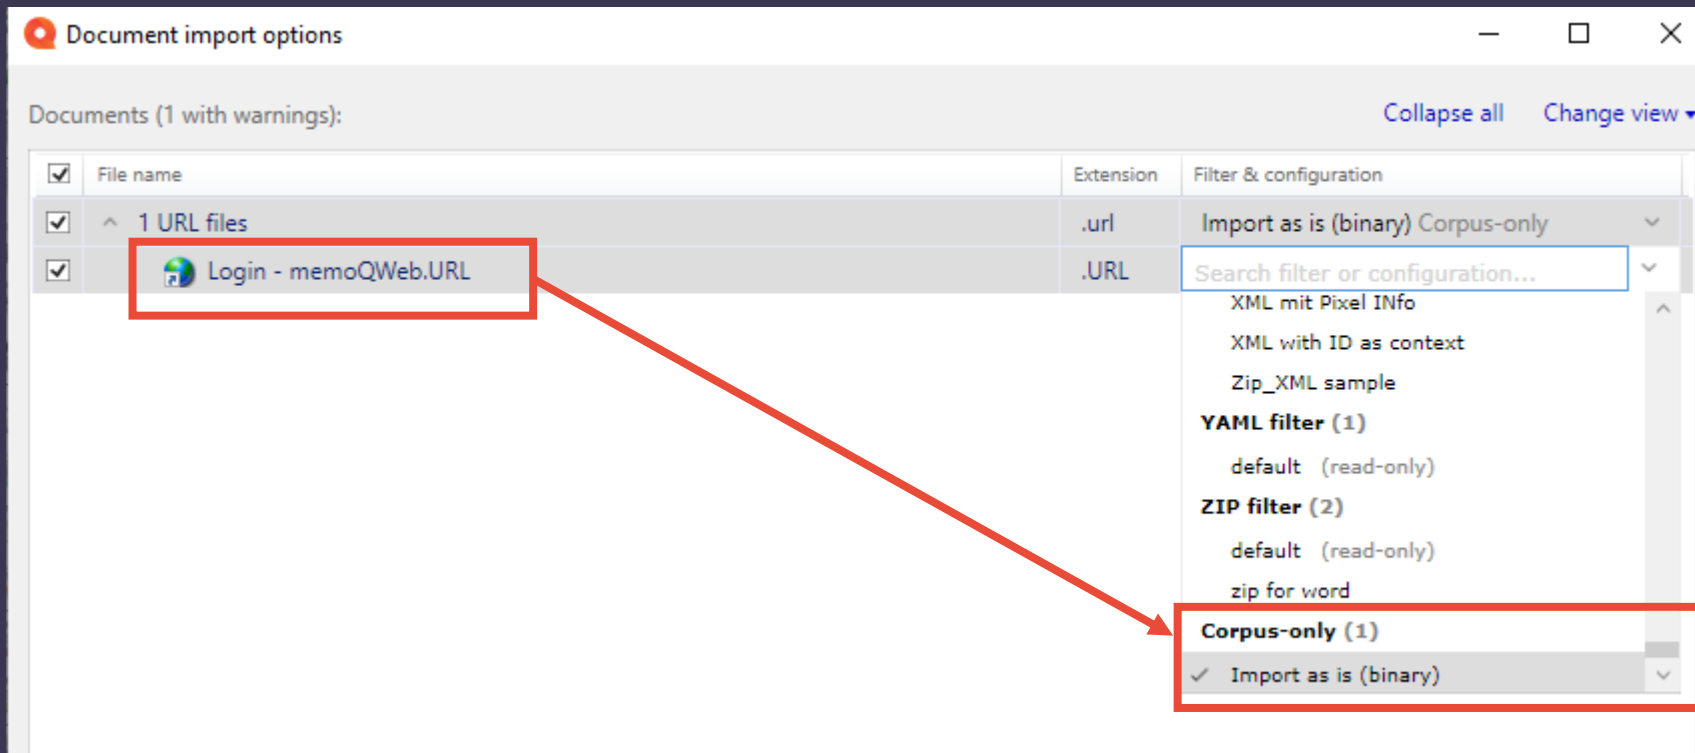 Document import options
Documents (1 with warnings):
Collapse all
Change view
File name
Extension
Filter & configuration
1 URL files
.url
Import as is (binary) Corpus-only
Login - memoQWeb.URL
.URL
Search filter or configuration...
XML mit Pixel INfo
XML with ID as context
Zip_XML sample
YAML filter (1)
default (read-only)
ZIP filter (2)
default (read-only)
zip for word
Corpus-only (1)
Import as is (binary)